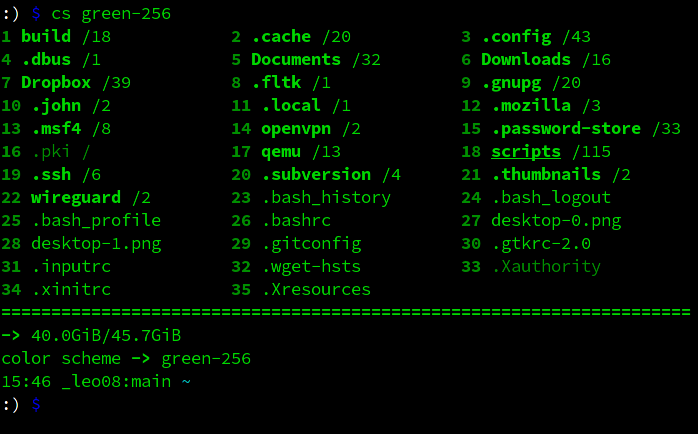 :) $ cs green-256
1 build /18 2 .cache /20 3 .config /43
4 .dbus /1 5 Documents /32 6 Downloads /16
7 Dropbox /39 8 .fltk /1 9 .gnupg /20
10 .john /2 11 .local /1 12 .mozilla /3
13 .msf4 /8 14 openvpn /2 15 .password-store /33
16 .pki / 17 qemu /13 18 scripts /115
19 .ssh /6 20 .subversion /4 21 .thumbnails /2
22 wireguard /2 23 .bash_history 24 .bash_logout
25 .bash_profile 26 .bashrc 27 desktop-0.png
28 desktop-1.png 29 .gitconfig 30 .gtkrc-2.0
31 .inputrc 32 .wget-hsts 33 .Xauthority
34 .xinitrc 35 .Xresources
=====================================================================
-> 40.0GiB/45.7GiB
color scheme -> green-256
15:46 _leo08:main ~
:) $